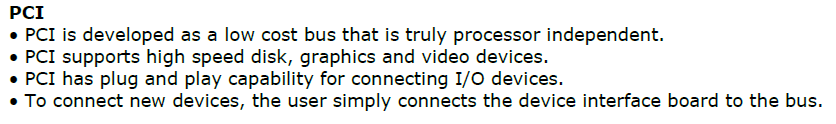 PCI
• PCI is developed as a low cost bus that is truly processor independent.
• PCI supports high speed disk, graphics and video devices.
• PCI has plug and play capability for connecting I/O devices.
• To connect new devices, the user simply connects the device interface board to the bus.